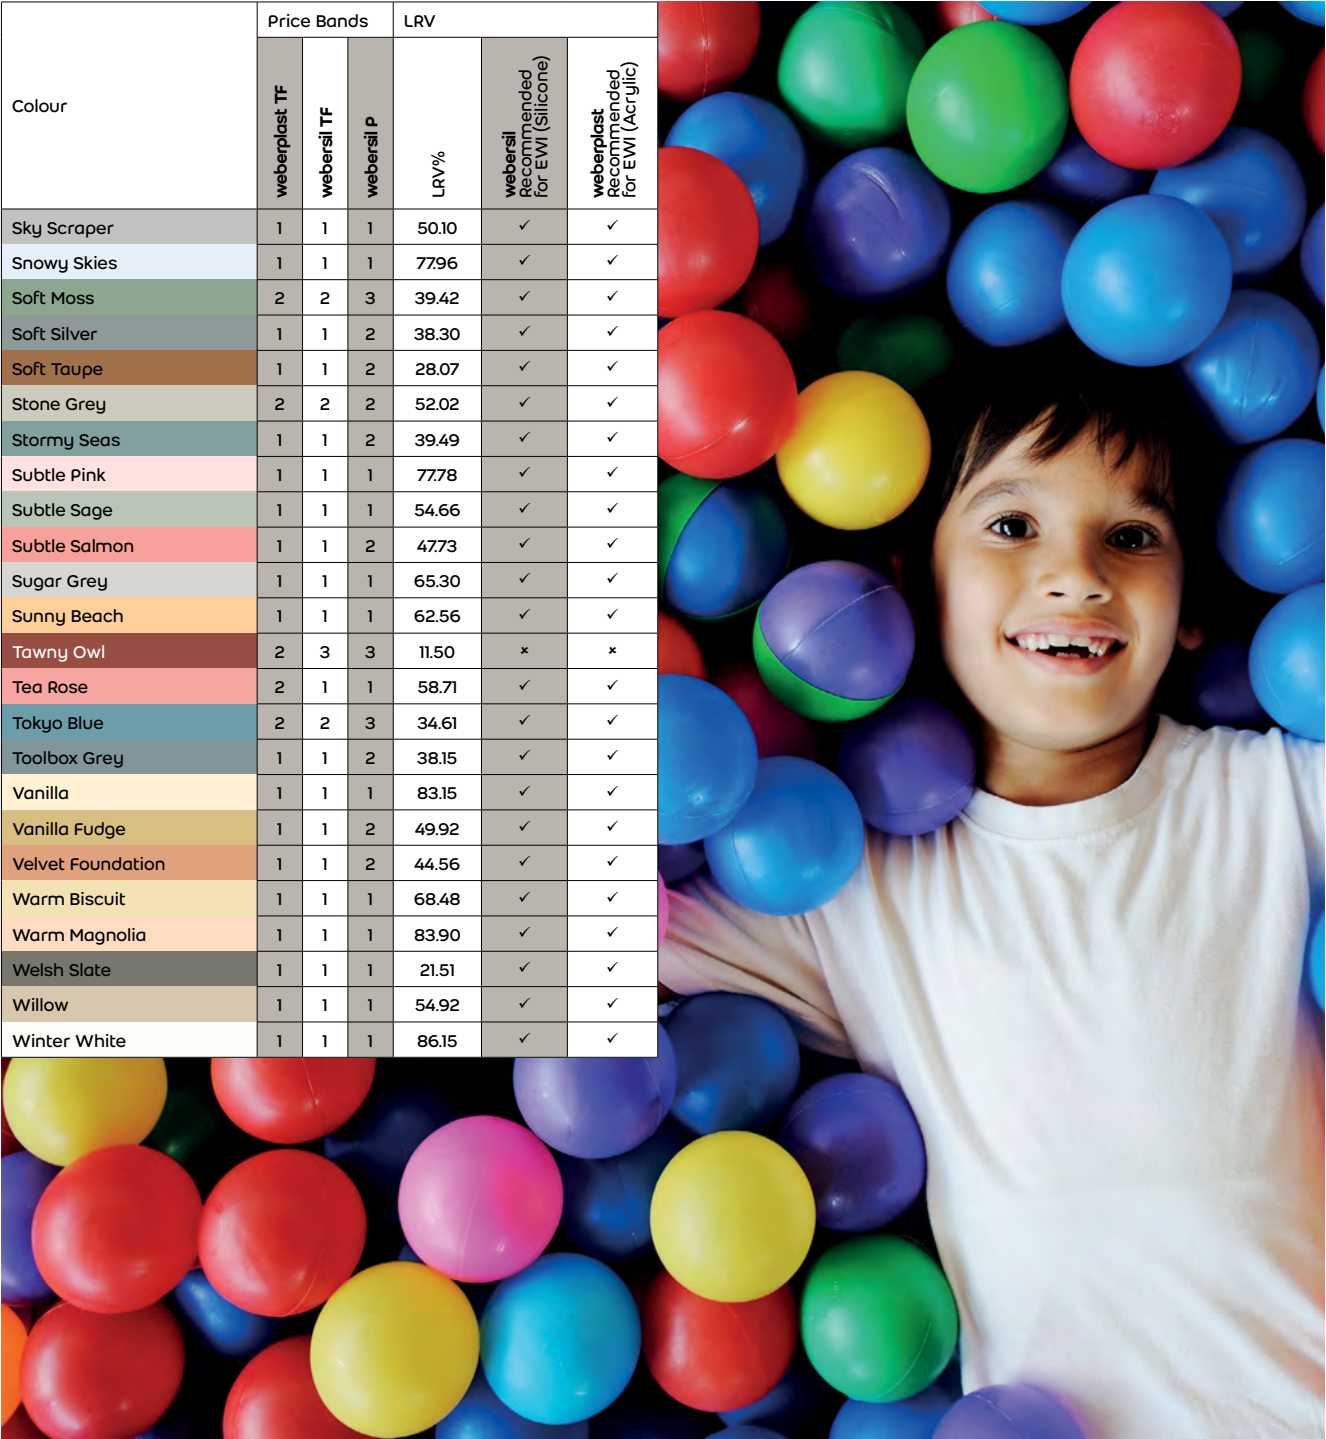 Price Bands LRV
Colour
weberplast TF
webersil TF
webersil P
LRV%
webersil
Recommended
for EWI (Silicone)
weberplast
Recommended
for EWI (Acrylic)
Sky Scraper 1 1 1 50.10 ✓ ✓
Snowy Skies 1 1 1 77.96 ✓ ✓
Soft Moss 2 2 3 39.42 ✓ ✓
Soft Silver 1 1 2 38.30 ✓ ✓
Soft Taupe 1 1 2 28.07 ✓ ✓
Stone Grey 2 2 2 52.02 ✓ ✓
Stormy Seas 1 1 2 39.49 ✓ ✓
Subtle Pink 1 1 1 77.78 ✓ ✓
Subtle Sage 1 1 1 54.66 ✓ ✓
Subtle Salmon 1 1 2 47.73 ✓ ✓
Sugar Grey 1 1 1 65.30 ✓ ✓
Sunny Beach 1 1 1 62.56 ✓ ✓
Tawny Owl 2 3 3 11.50 × ×
Tea Rose 2 1 1 58.71 ✓ ✓
Tokyo Blue 2 2 3 34.61 ✓ ✓
Toolbox Grey 1 1 2 38.15 ✓ ✓
Vanilla 1 1 1 83.15 ✓ ✓
Vanilla Fudge 1 1 2 49.92 ✓ ✓
Velvet Foundation 1 1 2 44.56 ✓ ✓
Warm Biscuit 1 1 1 68.48 ✓ ✓
Warm Magnolia 1 1 1 83.90 ✓ ✓
Welsh Slate 1 1 1 21.51 ✓ ✓
Willow 1 1 1 54.92 ✓ ✓
Winter White 1 1 1 86.15 ✓ ✓